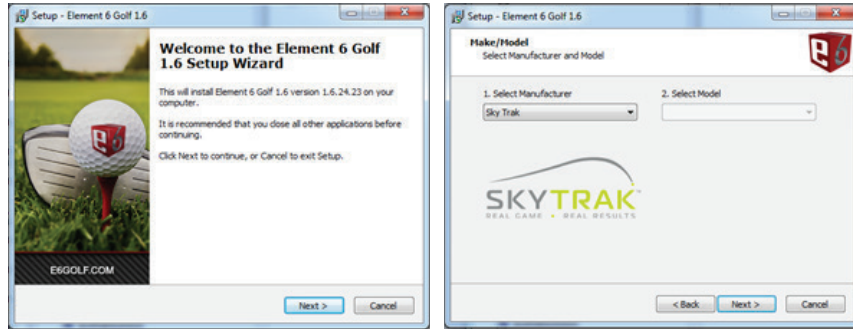 Setup - Element 6 Golf 1.6
Welcome to the Element 6 Golf
1.6 Setup Wizard
This will install Element 6 Golf 1.6 version 1.6.24.23 on your
computer.
It is recommended that you close all other applications before
continuing.
Click Next to continue, or Cancel to exit Setup.
e6
E6GOLF.COM
Next >
Cancel
Setup - Element 6 Golf 1.6
Make/Model
Select Manufacturer and Model
e6
1. Select Manufacturer
2. Select Model
Sky Trak
SKYTRAK
REAL GAME • REAL RESULTS
< Back
Next >
Cancel